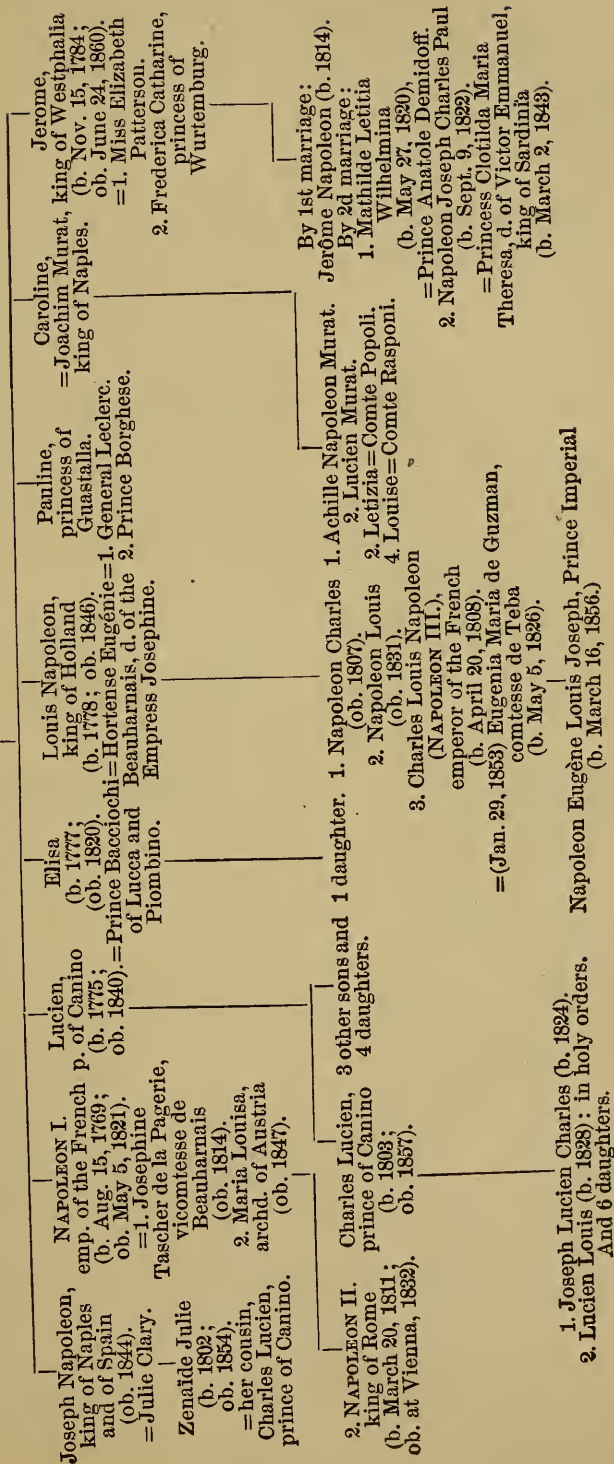 Joseph Napoleon,
king of Naples
and of Spain
(ob. 1844).
=Julie Clary.
Zenaïde Julie
(b. 1802;
ob. 1854).
=her cousin,
Charles Lucien,
prince of Canino.
NAPOLEON I.
emp. of the French
(b. Aug. 15, 1769;
ob. May 5, 1821).
=1. Josephine
Tascher de la Pagerie,
vicomtesse de
Beauharnais
(ob. 1814).
2. Maria Louisa,
archd. of Austria
(ob. 1847).
2. NAPOLEON II.
king of Rome
(b. March 20, 1811;
ob. at Vienna, 1832).
Lucien,
p. of Canino
(b. 1775;
ob. 1840).
Charles Lucien,
prince of Canino
(b. 1803;
ob. 1857).
3 other sons and
4 daughters.
1. Joseph Lucien Charles (b. 1824).
2. Lucien Louis (b. 1828): in holy orders.
And 6 daughters.
Elisa
(b. 1777;
(ob. 1820).
=Prince Bacciochi
of Lucca and
Piombino.
1 daughter.
Louis Napoleon,
king of Holland
(b. 1778; ob. 1846).
=Hortense Eugénie
Beauharnais, d. of the
Empress Josephine.
1. Napoleon Charles
(ob. 1807).
2. Napoleon Louis
(ob. 1831).
3. Charles Louis Napoleon
(NAPOLEON III.),
emperor of the French
(b. April 20, 1808).
=(Jan. 29, 1853) Eugenia Maria de Guzman,
comtesse de Teba
(b. May 5, 1826).
Napoleon Eugène Louis Joseph, Prince Imperial
(b. March 16, 1856.)
Pauline,
princess of
Guastalla.
=1. General Leclerc.
2. Prince Borghese.
Caroline,
=Joachim Murat,
king of Naples.
1. Achille Napoleon Murat.
2. Lucien Murat.
2. Letizia=Comte Popoli.
4. Louise=Comte Rasponi.
Jerome,
king of Westphalia
(b. Nov. 15, 1784;
ob. June 24, 1860).
=1. Miss Elizabeth
Patterson.
2. Frederica Catharine,
princess of
Wurtemburg.
By 1st marriage:
Jerôme Napoleon (b. 1814).
By 2d marriage:
1. Mathilde Letitia
Wilhelmina
(b. May 27, 1820),
=Prince Anatole Demidoff.
2. Napoleon Joseph Charles Paul
(b. Sept. 9, 1822).
=Princess Clotilda Maria
Theresa, d. of Victor Emmanuel,
king of Sardinia
(b. March 2, 1843).